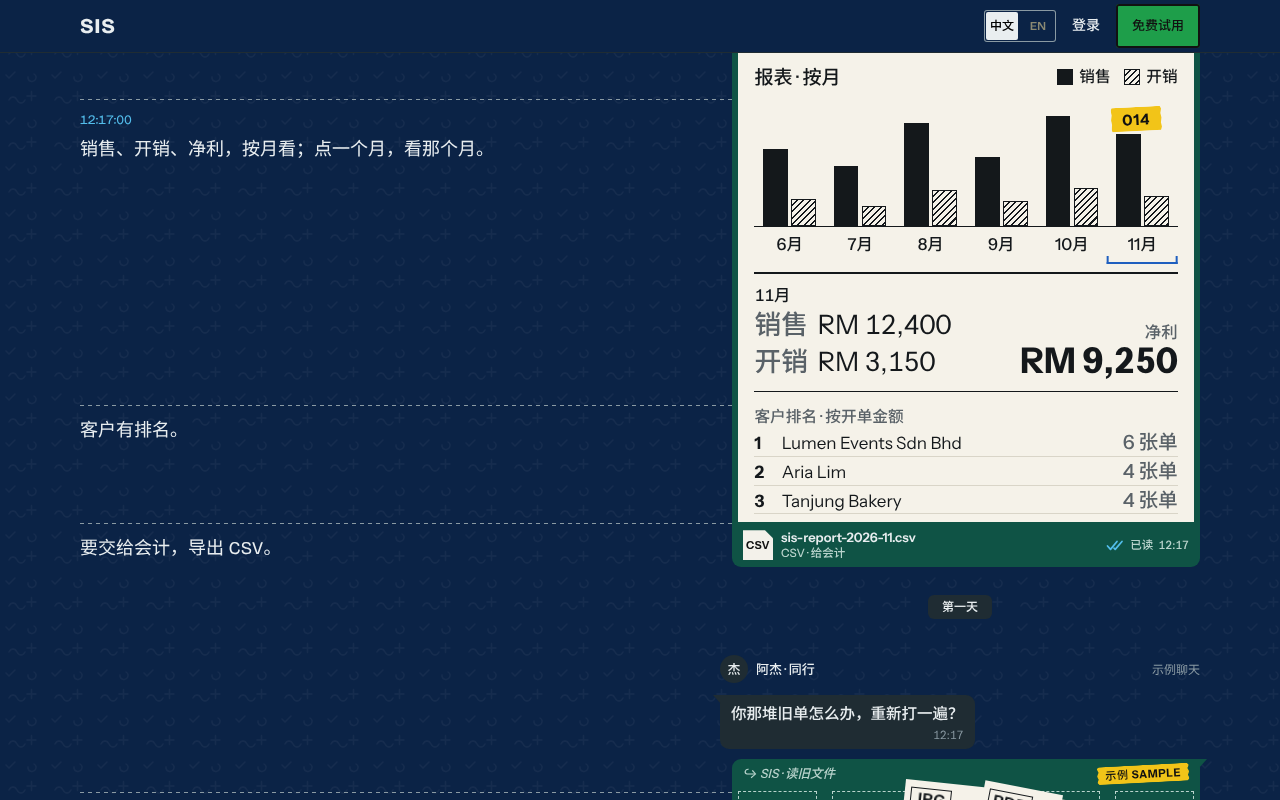 SIS
中文 EN 登录 免费试用
12:17:00
销售、开销、净利，按月看；点一个月，看那个月。
客户有排名。
要交给会计，导出 CSV。
报表·按月
销售 开销
014
6月 7月 8月 9月 10月 11月
11月
销售 RM 12,400
开销 RM 3,150
净利
RM 9,250
客户排名·按开单金额
1 Lumen Events Sdn Bhd 6 张单
2 Aria Lim 4 张单
3 Tanjung Bakery 4 张单
CSV
sis-report-2026-11.csv
CSV·给会计
已读 12:17
第一天
杰 阿杰·同行 示例聊天
你那堆旧单怎么办，重新打一遍？
12:17
SIS·读旧文件
示例 SAMPLE